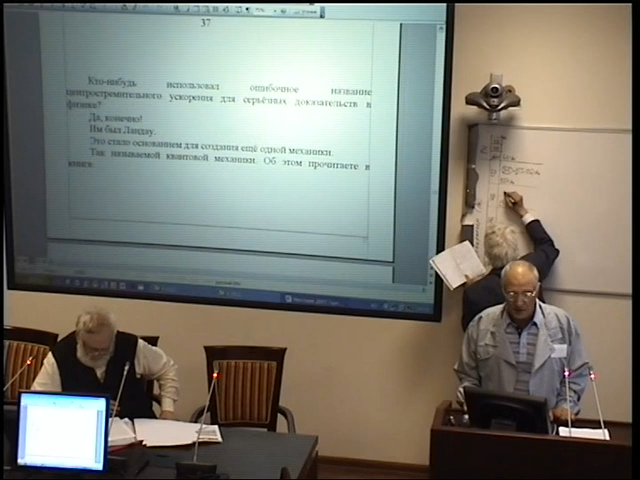 37
Кто-нибудь использовал ошибочное название
центростремительного ускорения для серьёзных доказательств в
физике?
Да, конечно!
Им был Ландау.
Это стало основанием для создания ещё одной механики.
Так называемой квантовой механики. Об этом прочитаете в
книге.